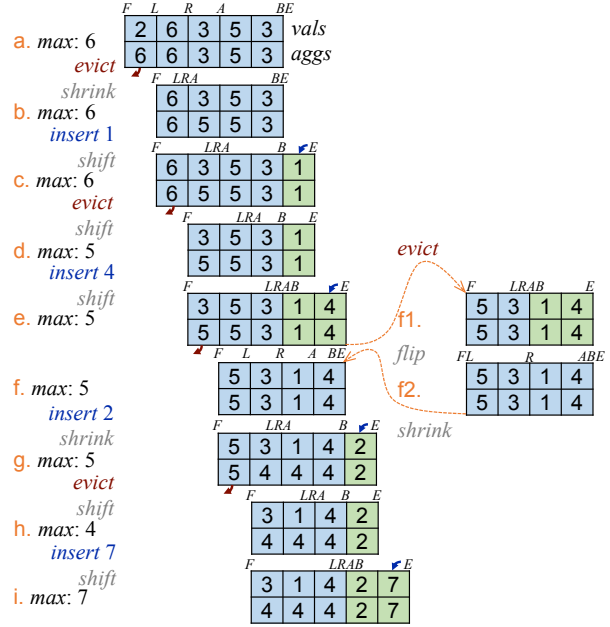 F L R A BE
a. max: 6 2 6 3 5 3 vals
6 6 3 5 3 aggs
evict
shrink
F LRA BE
b. max: 6 6 3 5 3
6 5 5 3
insert 1
shift
F LRA B E
c. max: 6 6 3 5 3 1
6 5 5 3 1
evict
shift
F LRA B E
d. max: 5 3 5 3 1
5 5 3 1
insert 4
shift
F LRAB E
e. max: 5 3 5 3 1 4
5 5 3 1 4
evict
f1.
F LRAB E
5 3 1 4
5 3 1 4
flip
f2.
FL R ABE
5 3 1 4
5 3 1 4
shrink
F L R A BE
f. max: 5 5 3 1 4
5 3 1 4
insert 2
shrink
F LRA B E
g. max: 5 5 3 1 4 2
5 4 4 4 2
evict
shift
F LRA B E
h. max: 4 3 1 4 2
4 4 4 2
insert 7
shift
F LRAB E
i. max: 7 3 1 4 2 7
4 4 4 2 7